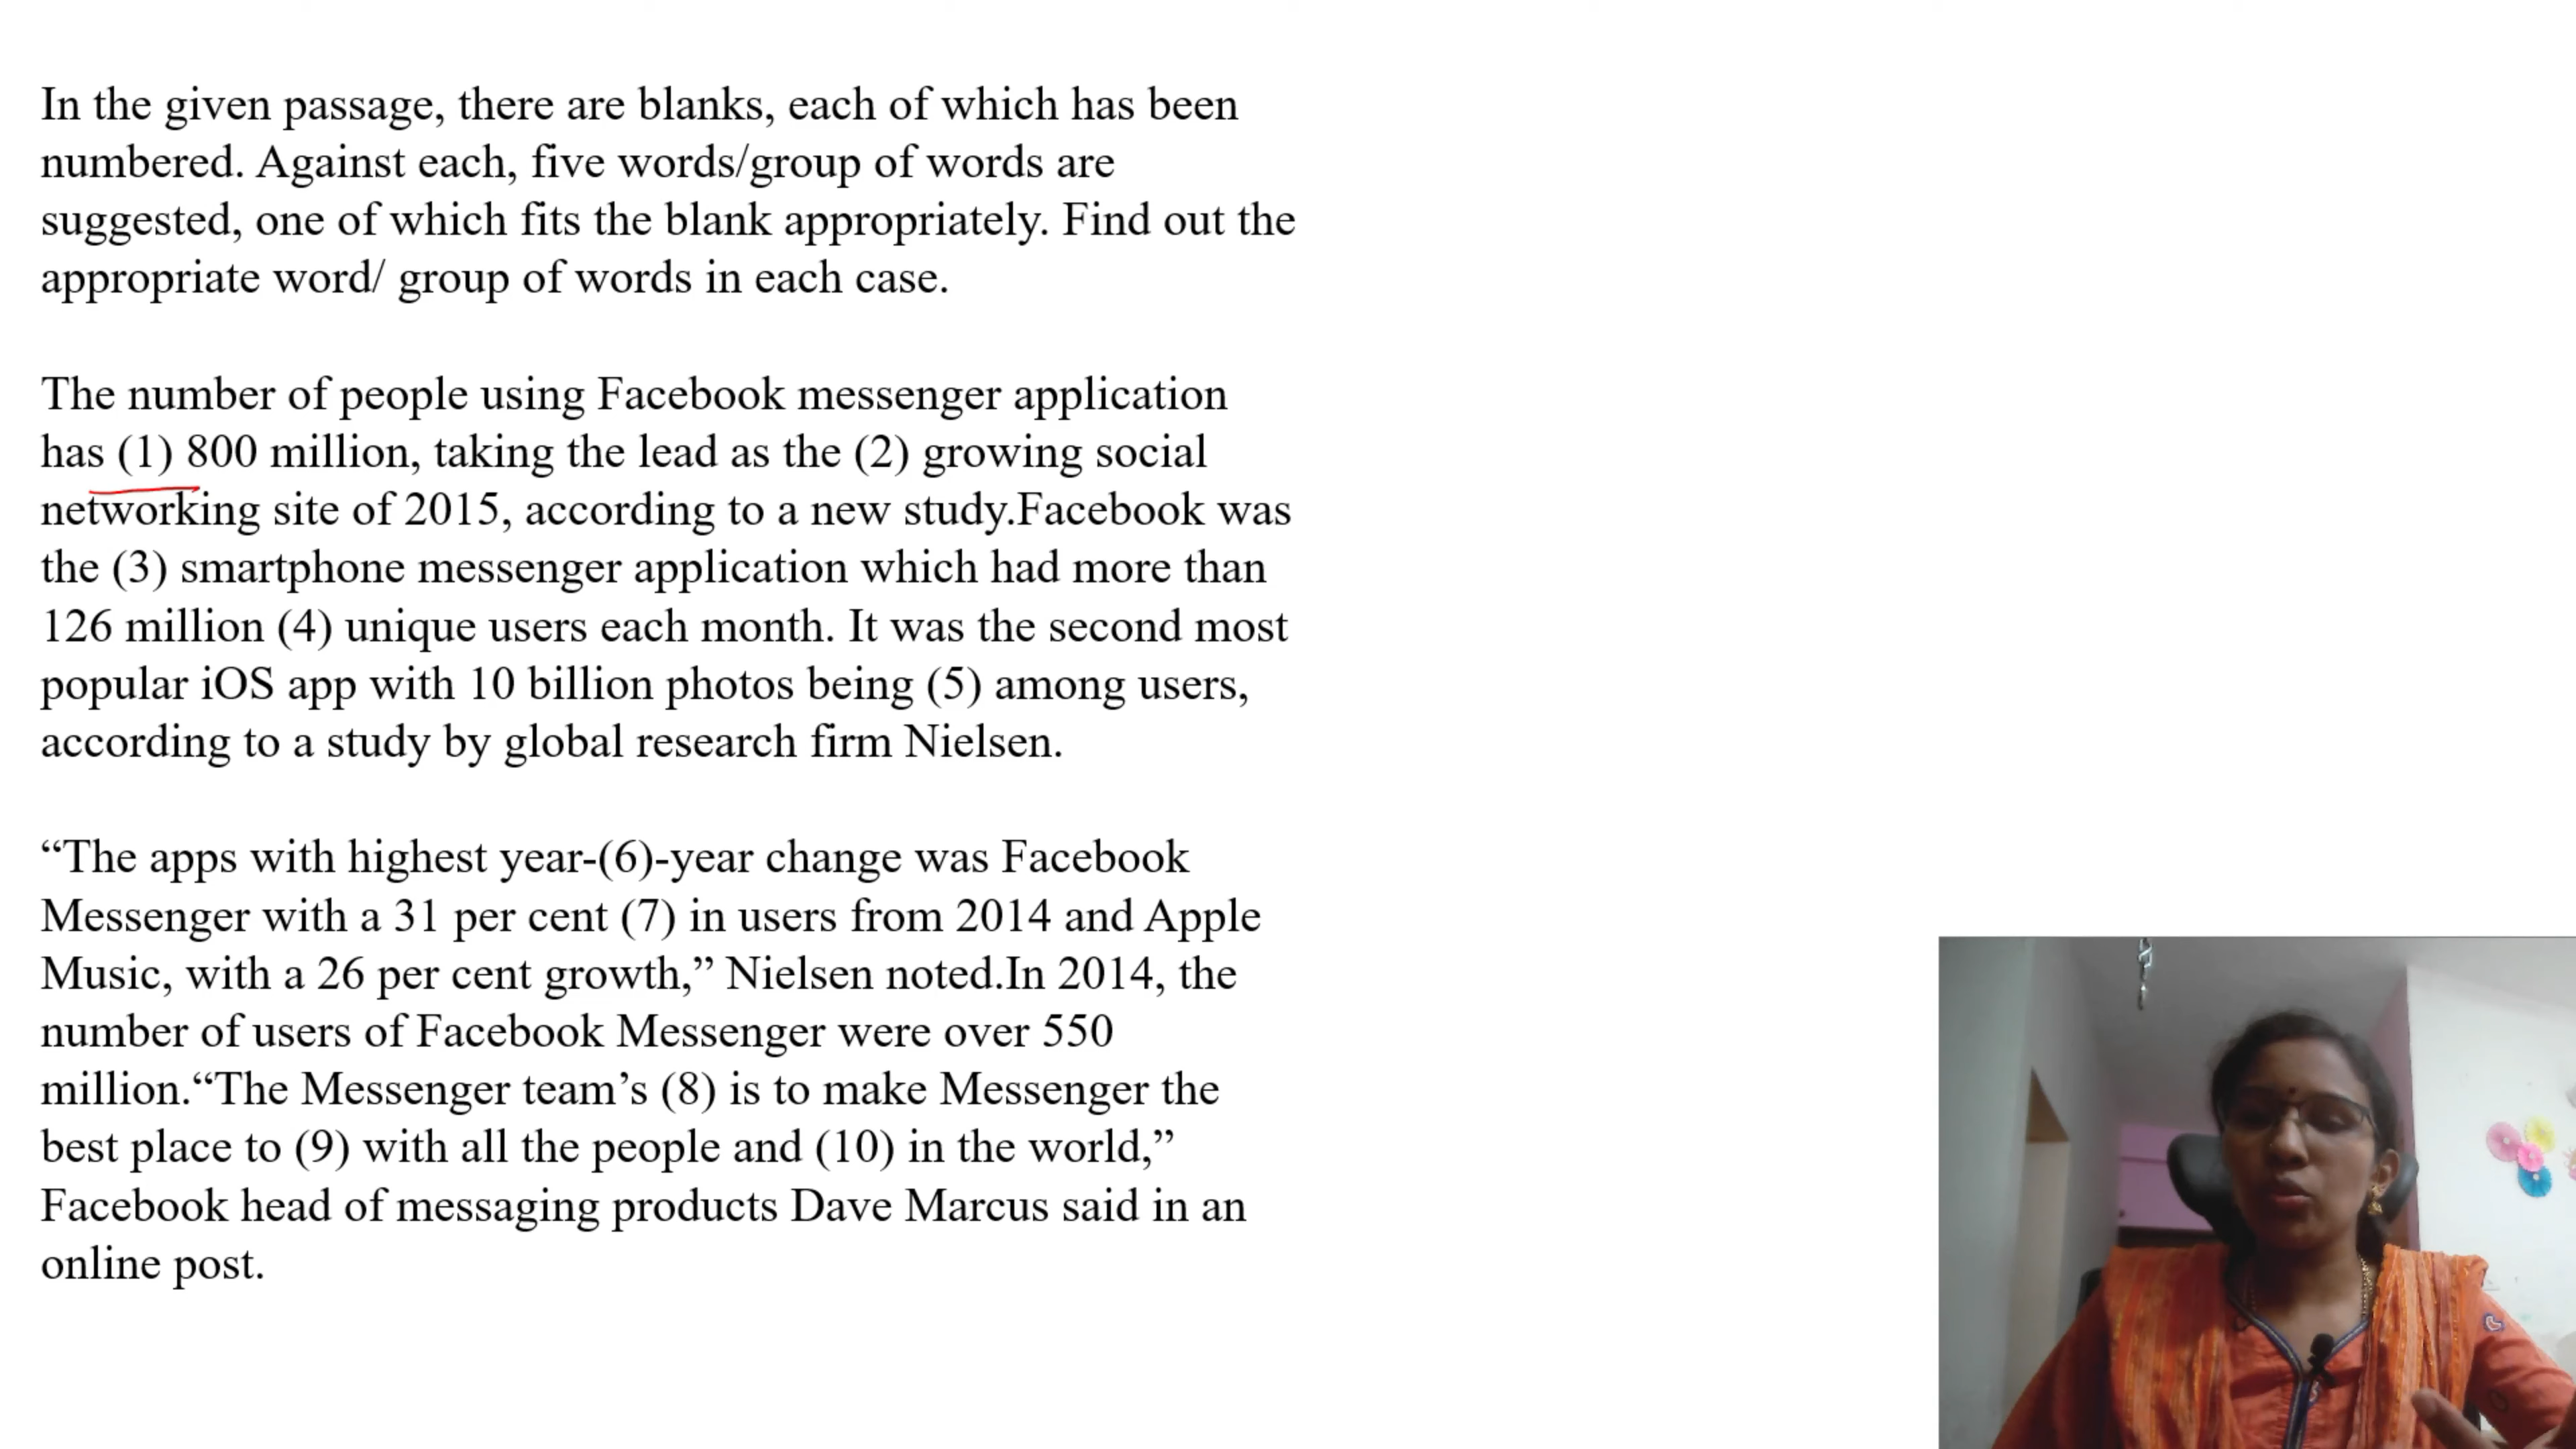 In the given passage, there are blanks, each of which has been
numbered. Against each, five words/group of words are
suggested, one of which fits the blank appropriately. Find out the
appropriate word/ group of words in each case.
The number of people using Facebook messenger application
has (1) 800 million, taking the lead as the (2) growing social
networking site of 2015, according to a new study.Facebook was
the (3) smartphone messenger application which had more than
126 million (4) unique users each month. It was the second most
popular iOS app with 10 billion photos being (5) among users,
according to a study by global research firm Nielsen.
“The apps with highest year-(6)-year change was Facebook
Messenger with a 31 per cent (7) in users from 2014 and Apple
Music, with a 26 per cent growth,” Nielsen noted.In 2014, the
number of users of Facebook Messenger were over 550
million.“The Messenger team’s (8) is to make Messenger the
best place to (9) with all the people and (10) in the world,”
Facebook head of messaging products Dave Marcus said in an
online post.